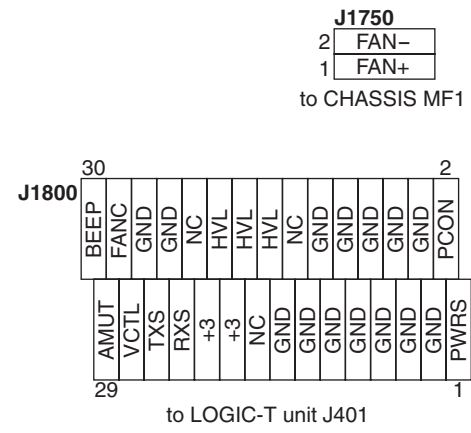 J1750
2 FAN−
1 FAN+
to CHASSIS MF1
30 2
J1800
BEEP FANC GND GND NC HVL HVL HVL NC GND GND GND GND GND PCON
AMUT VCTL TXS RXS +3 +3 NC GND GND GND GND GND GND GND PWRS
29 1
to LOGIC-T unit J401